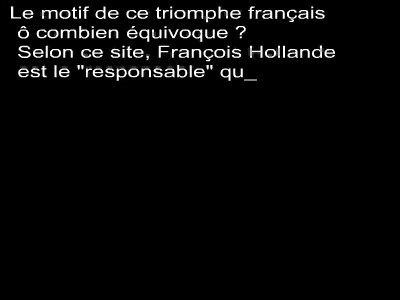 Le motif de ce triomphe français
ô combien équivoque ?
Selon ce site, François Hollande
est le "responsable" qu_